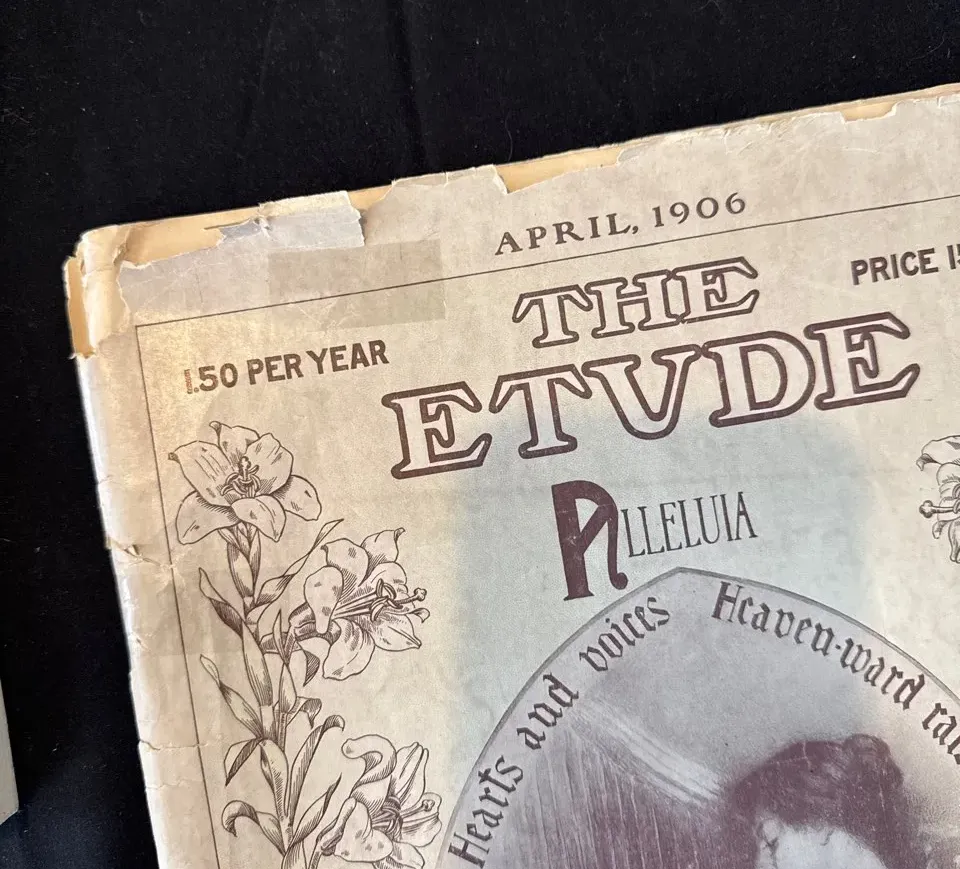 APRIL, 1906
1.50 PER YEAR
THE
PRICE
ETVDE
ALLELUIA
Hearts and voices Heaven-ward